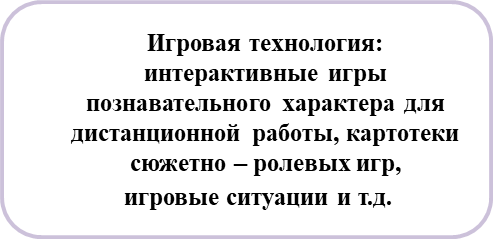 Игровая технология:
интерактивные игры
познавательного характера для
дистанционной работы, картотеки
сюжетно – ролевых игр,
игровые ситуации и т.д.